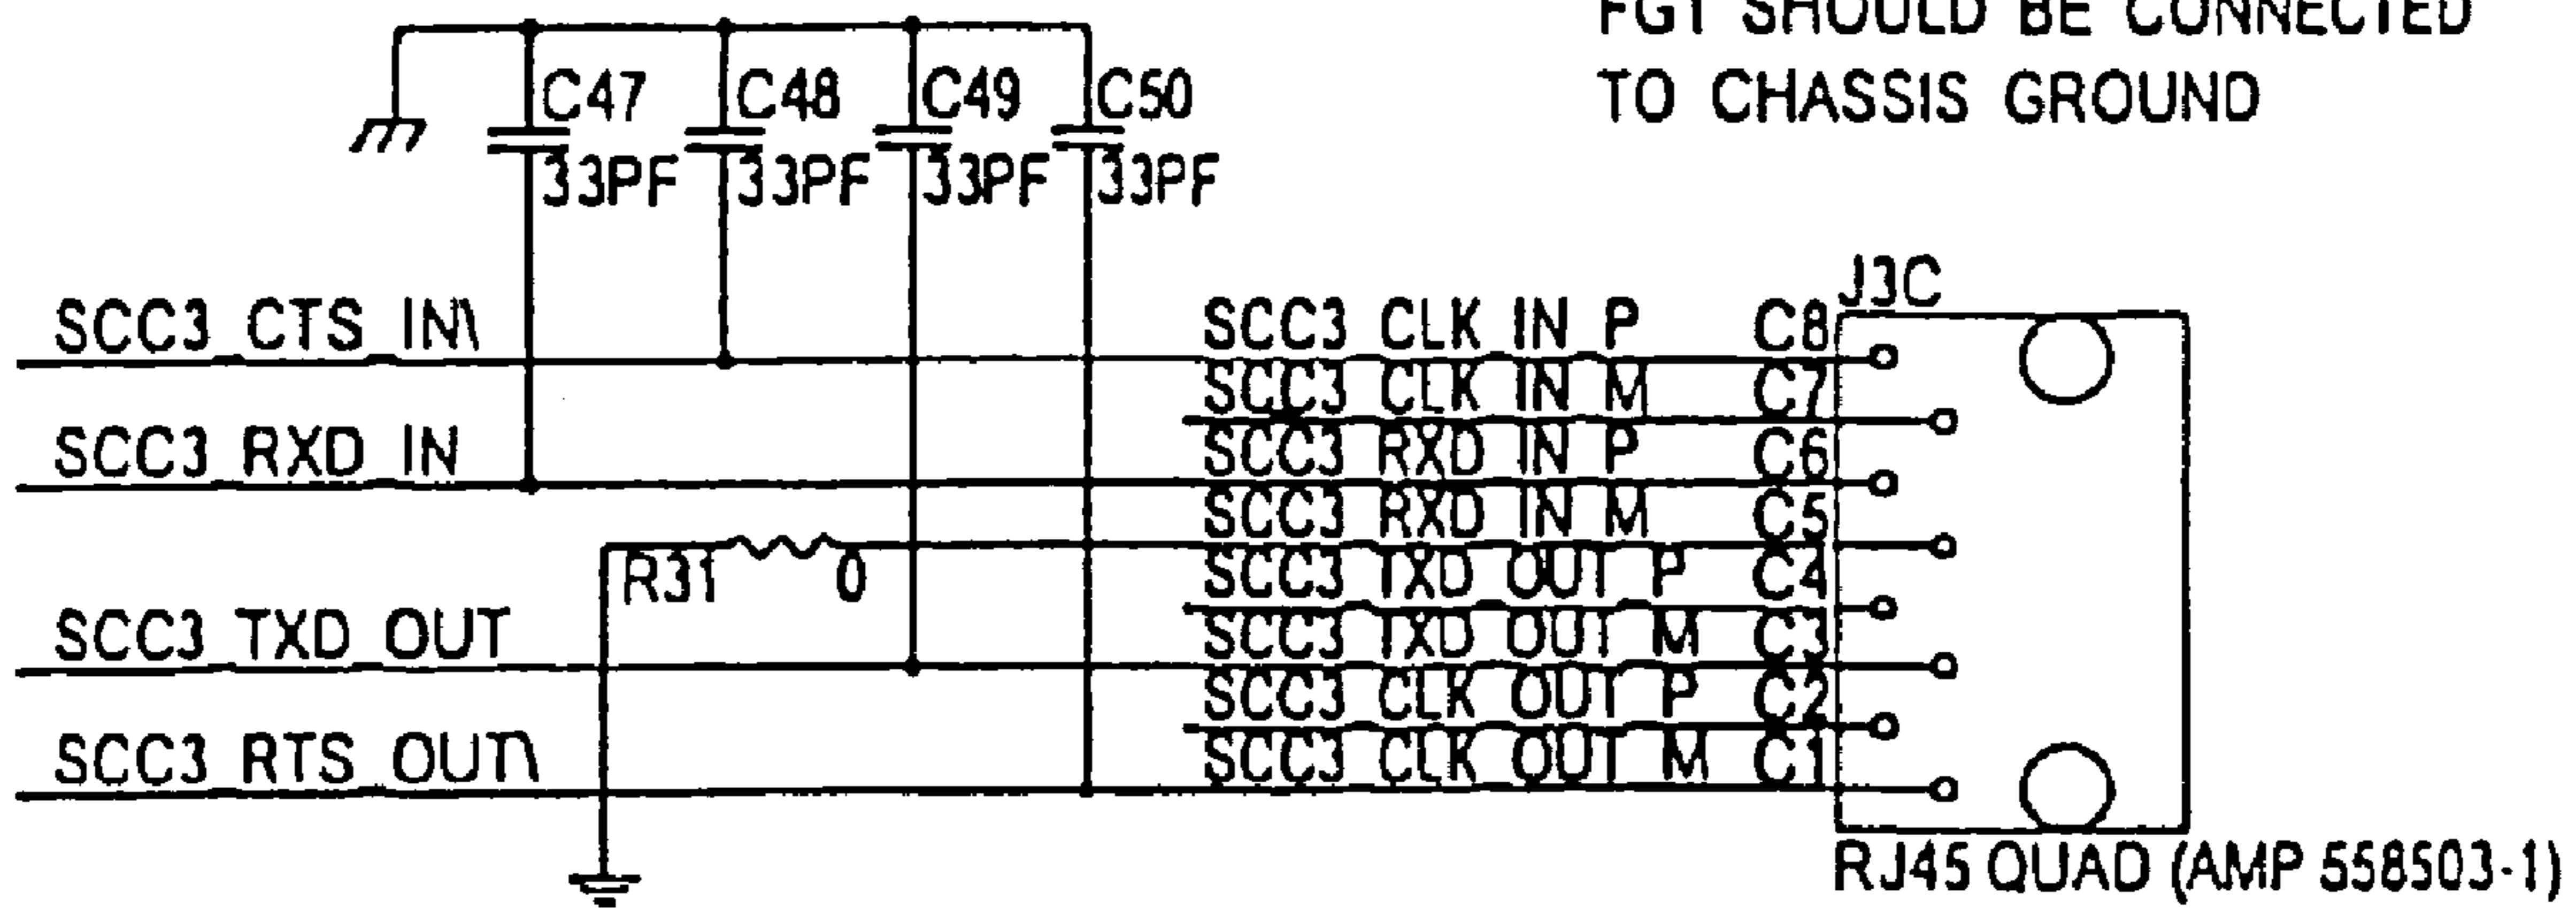 FG1 SHOULD BE CONNECTED
TO CHASSIS GROUND
C47
C48
C49
C50
33PF
33PF
33PF
33PF
J3C
SCC3 CTS IN\
SCC3 CLK IN P C8
SCC3 CLK IN M C7
SCC3 RXD IN
SCC3 RXD IN P C6
SCC3 RXD IN M C5
R31 0
SCC3 TXD OUT P C4
SCC3 TXD OUT
SCC3 TXD OUT M C3
SCC3 CLK OUT P C2
SCC3 RTS OUT\
SCC3 CLK OUT M C1
RJ45 QUAD (AMP 558503-1)